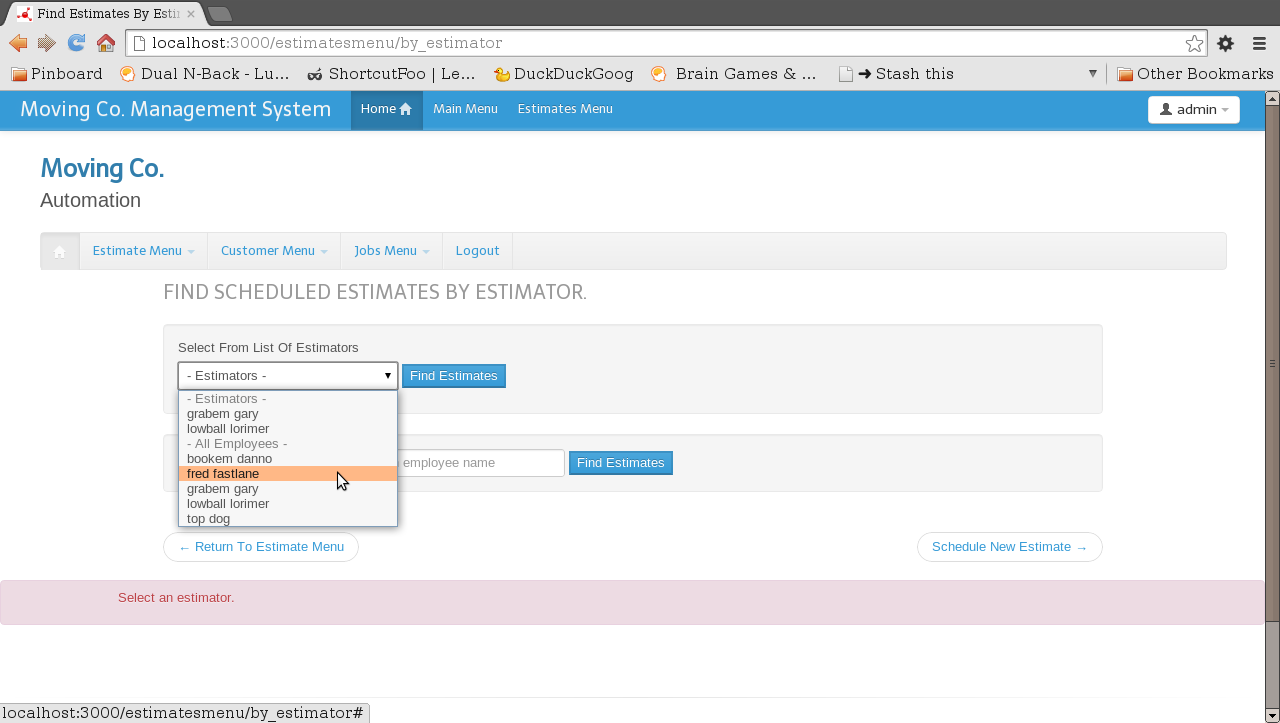 Find Estimates By Estim
localhost:3000/estimatesmenu/by_estimator
Pinboard Dual N-Back - Lu... ShortcutFoo | Le... DuckDuckGoog Brain Games & ... ➜ Stash this Other Bookmarks
Moving Co. Management System Home Main Menu Estimates Menu admin
Moving Co.
Automation
Estimate Menu Customer Menu Jobs Menu Logout
FIND SCHEDULED ESTIMATES BY ESTIMATOR.
Select From List Of Estimators
- Estimators - Find Estimates
- Estimators -
grabem gary
lowball lorimer
- All Employees -
bookem danno
employee name Find Estimates
fred fastlane
grabem gary
lowball lorimer
top dog
← Return To Estimate Menu Schedule New Estimate →
Select an estimator.
localhost:3000/estimatesmenu/by_estimator#